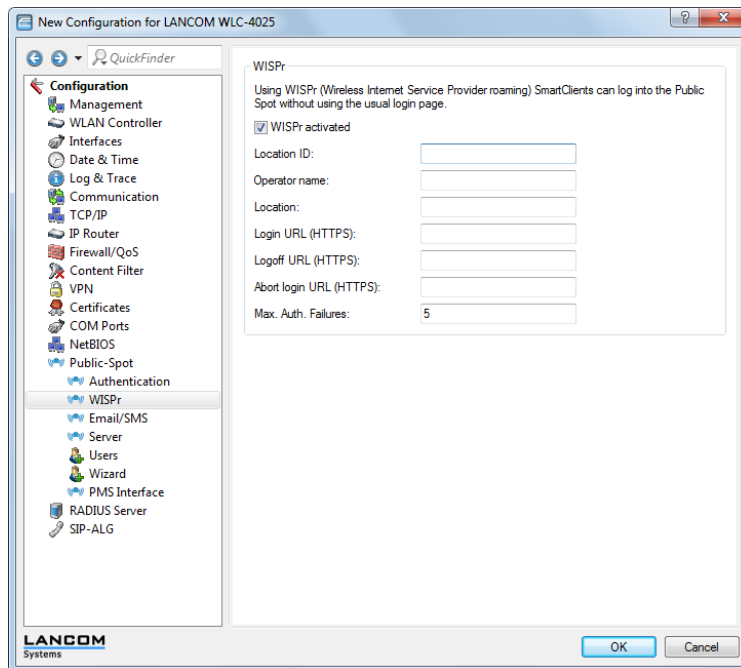 New Configuration for LANCOM WLC-4025
QuickFinder
Configuration
Management
WLAN Controller
Interfaces
Date & Time
Log & Trace
Communication
TCP/IP
IP Router
Firewall/QoS
Content Filter
VPN
Certificates
COM Ports
NetBIOS
Public-Spot
Authentication
WISPr
Email/SMS
Server
Users
Wizard
PMS Interface
RADIUS Server
SIP-ALG
WISPr
Using WISPr (Wireless Internet Service Provider roaming) SmartClients can log into the Public
Spot without using the usual login page.
WISPr activated
Location ID:
Operator name:
Location:
Login URL (HTTPS):
Logoff URL (HTTPS):
Abort login URL (HTTPS):
Max. Auth. Failures: 5
LANCOM
Systems
OK Cancel